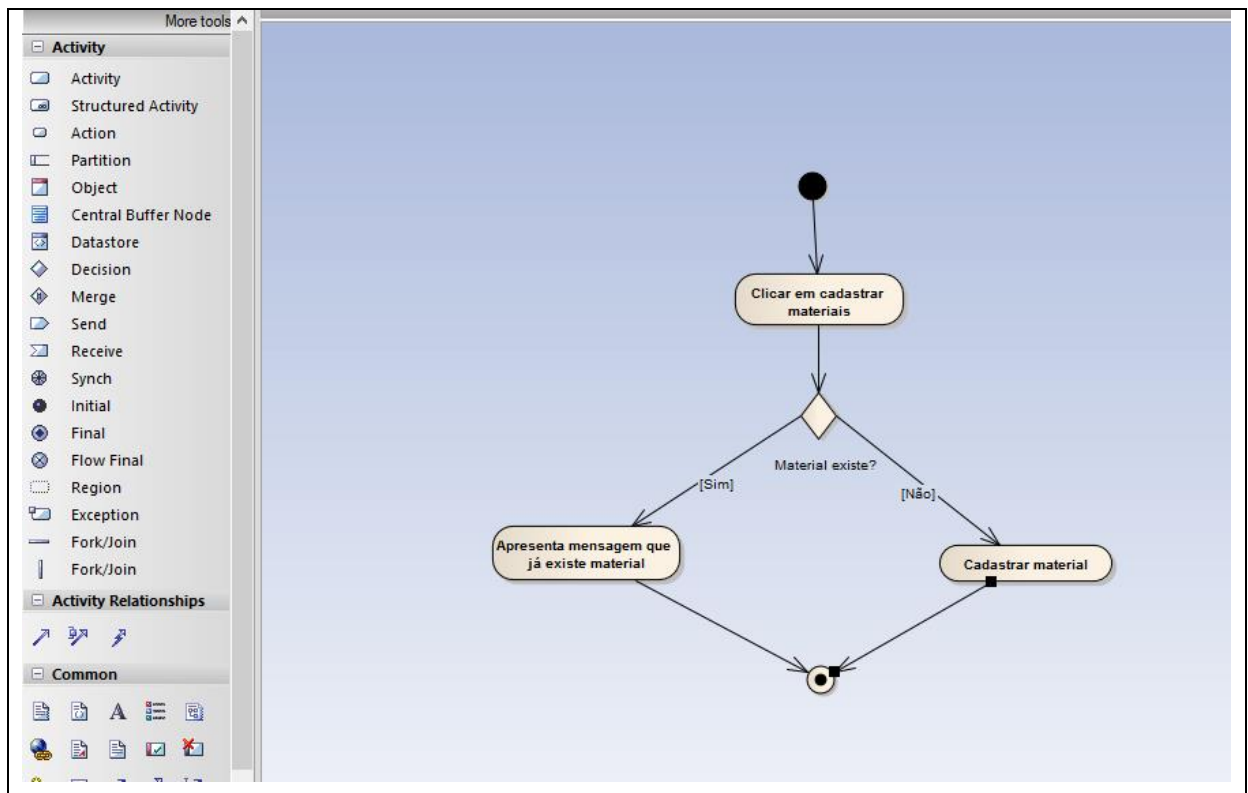 More tools
Activity
Activity
Structured Activity
Action
Partition
Object
Central Buffer Node
Datastore
Decision
Merge
Send
Receive
Synch
Initial
Final
Flow Final
Region
Exception
Fork/Join
Fork/Join
Activity Relationships
Common
Clicar em cadastrar
materiais
Material existe?
[Sim]
[Não]
Apresenta mensagem que
já existe material
Cadastrar material